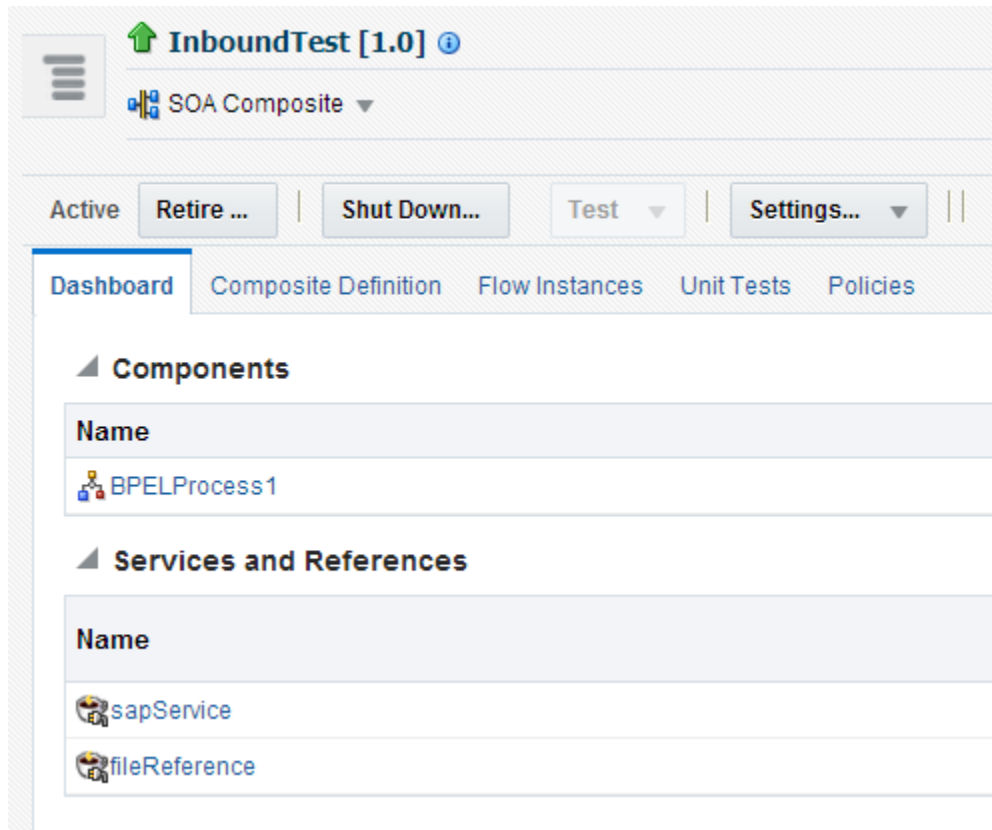 InboundTest [1.0]
SOA Composite
Active Retire ... Shut Down... Test Settings...
Dashboard Composite Definition Flow Instances Unit Tests Policies
Components
Name
BPELProcess1
Services and References
Name
sapService
fileReference